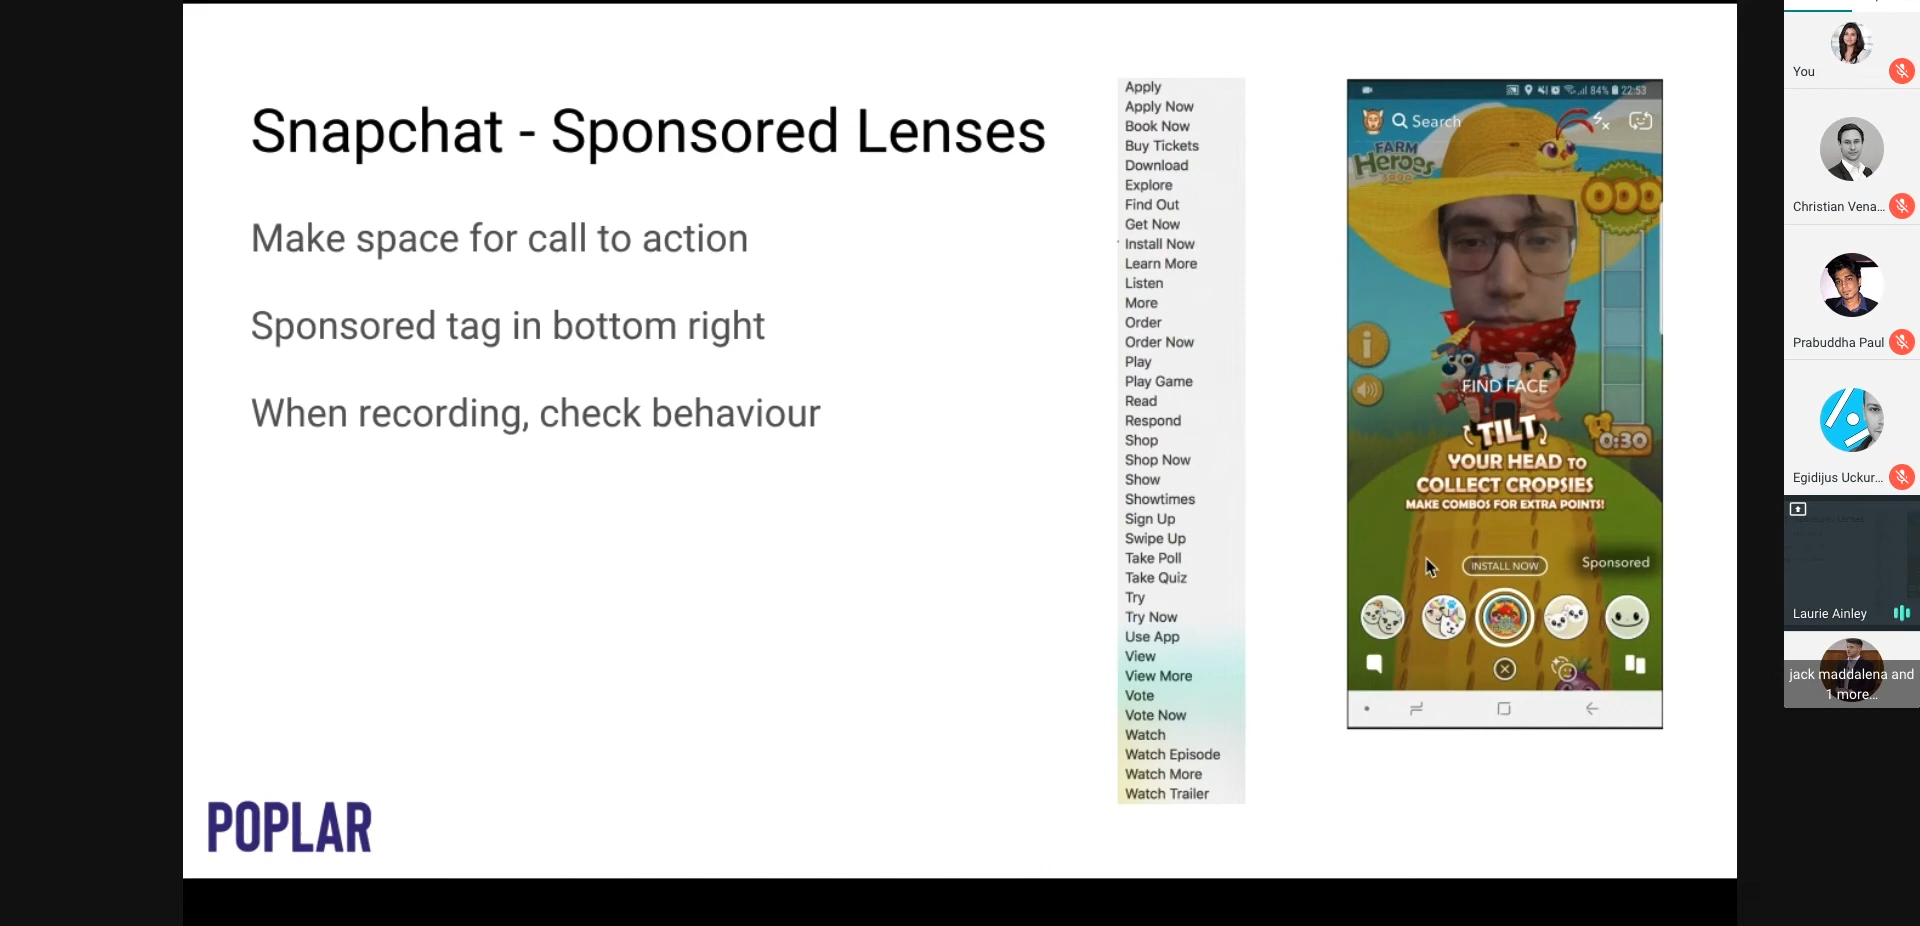 Snapchat - Sponsored Lenses
Make space for call to action
Sponsored tag in bottom right
When recording, check behaviour
POPLAR
Apply
Apply Now
Book Now
Buy Tickets
Download
Explore
Find Out
Get Now
Install Now
Learn More
Listen
More
Order
Order Now
Play
Play Game
Read
Respond
Shop
Shop Now
Show
Showtimes
Sign Up
Swipe Up
Take Poll
Take Quiz
Try
Try Now
Use App
View
View More
Vote
Vote Now
Watch
Watch Episode
Watch More
Watch Trailer
84% 22:53
Search
FARM
Heroes
saga
000
FIND FACE
TILT
0:30
YOUR HEAD TO
COLLECT CROPSIES
MAKE COMBOS FOR EXTRA POINTS!
INSTALL NOW
Sponsored
You
Christian Vena...
Prabuddha Paul
Egidijus Uckur...
Laurie Ainley
jack maddalena and
1 more...